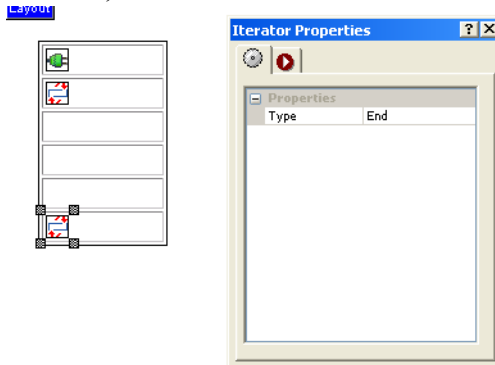 Layout
Iterator Properties
Properties
Type End